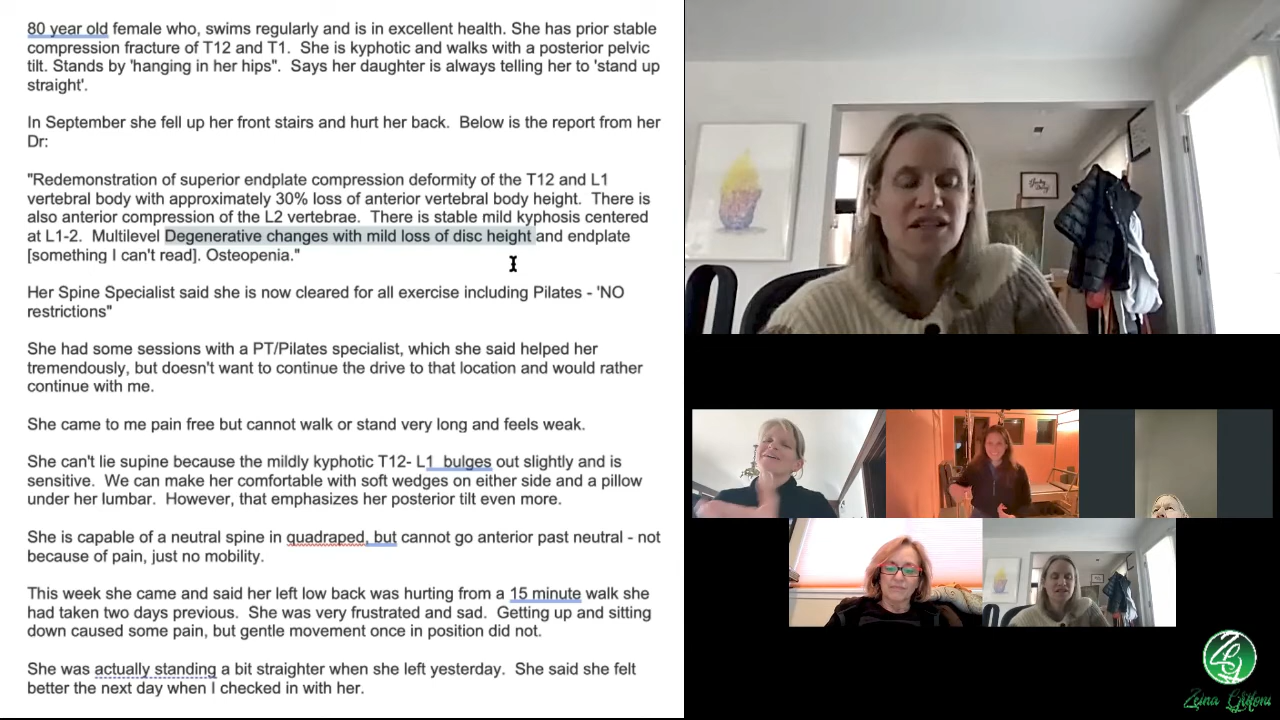 80 year old female who, swims regularly and is in excellent health. She has prior stable
compression fracture of T12 and T1.  She is kyphotic and walks with a posterior pelvic
tilt. Stands by 'hanging in her hips".  Says her daughter is always telling her to 'stand up
straight'.
In September she fell up her front stairs and hurt her back.  Below is the report from her
Dr:
"Redemonstration of superior endplate compression deformity of the T12 and L1
vertebral body with approximately 30% loss of anterior vertebral body height.  There is
also anterior compression of the L2 vertebrae.  There is stable mild kyphosis centered
at L1-2.  Multilevel Degenerative changes with mild loss of disc height and endplate
[something I can't read]. Osteopenia."
Her Spine Specialist said she is now cleared for all exercise including Pilates - 'NO
restrictions"
She had some sessions with a PT/Pilates specialist, which she said helped her
tremendously, but doesn't want to continue the drive to that location and would rather
continue with me.
She came to me pain free but cannot walk or stand very long and feels weak.
She can't lie supine because the mildly kyphotic T12- L1  bulges out slightly and is
sensitive.  We can make her comfortable with soft wedges on either side and a pillow
under her lumbar.  However, that emphasizes her posterior tilt even more.
She is capable of a neutral spine in quadraped, but cannot go anterior past neutral - not
because of pain, just no mobility.
This week she came and said her left low back was hurting from a 15 minute walk she
had taken two days previous.  She was very frustrated and sad.  Getting up and sitting
down caused some pain, but gentle movement once in position did not.
She was actually standing a bit straighter when she left yesterday.  She said she felt
better the next day when I checked in with her.
Zeina Grifoni